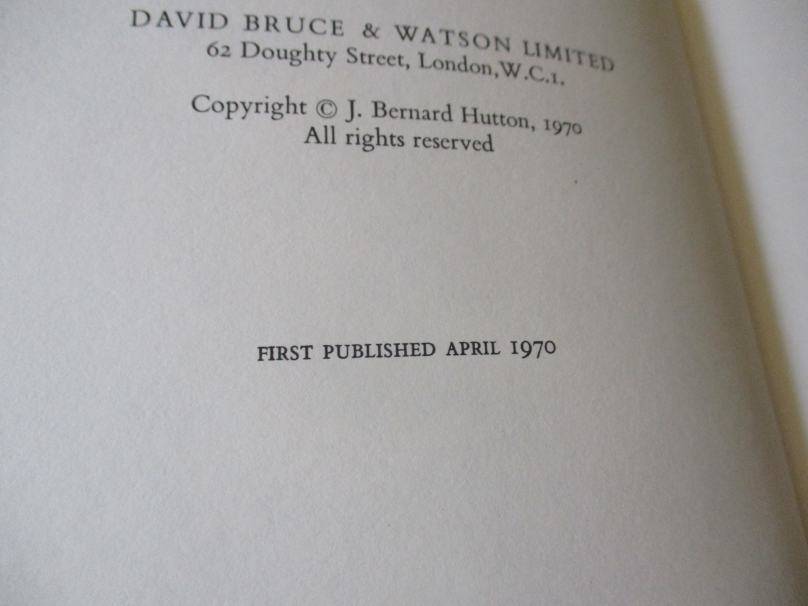 DAVID BRUCE & WATSON LIMITED
62 Doughty Street, London,W.C.1.
Copyright © J. Bernard Hutton, 1970
All rights reserved
FIRST PUBLISHED APRIL 1970